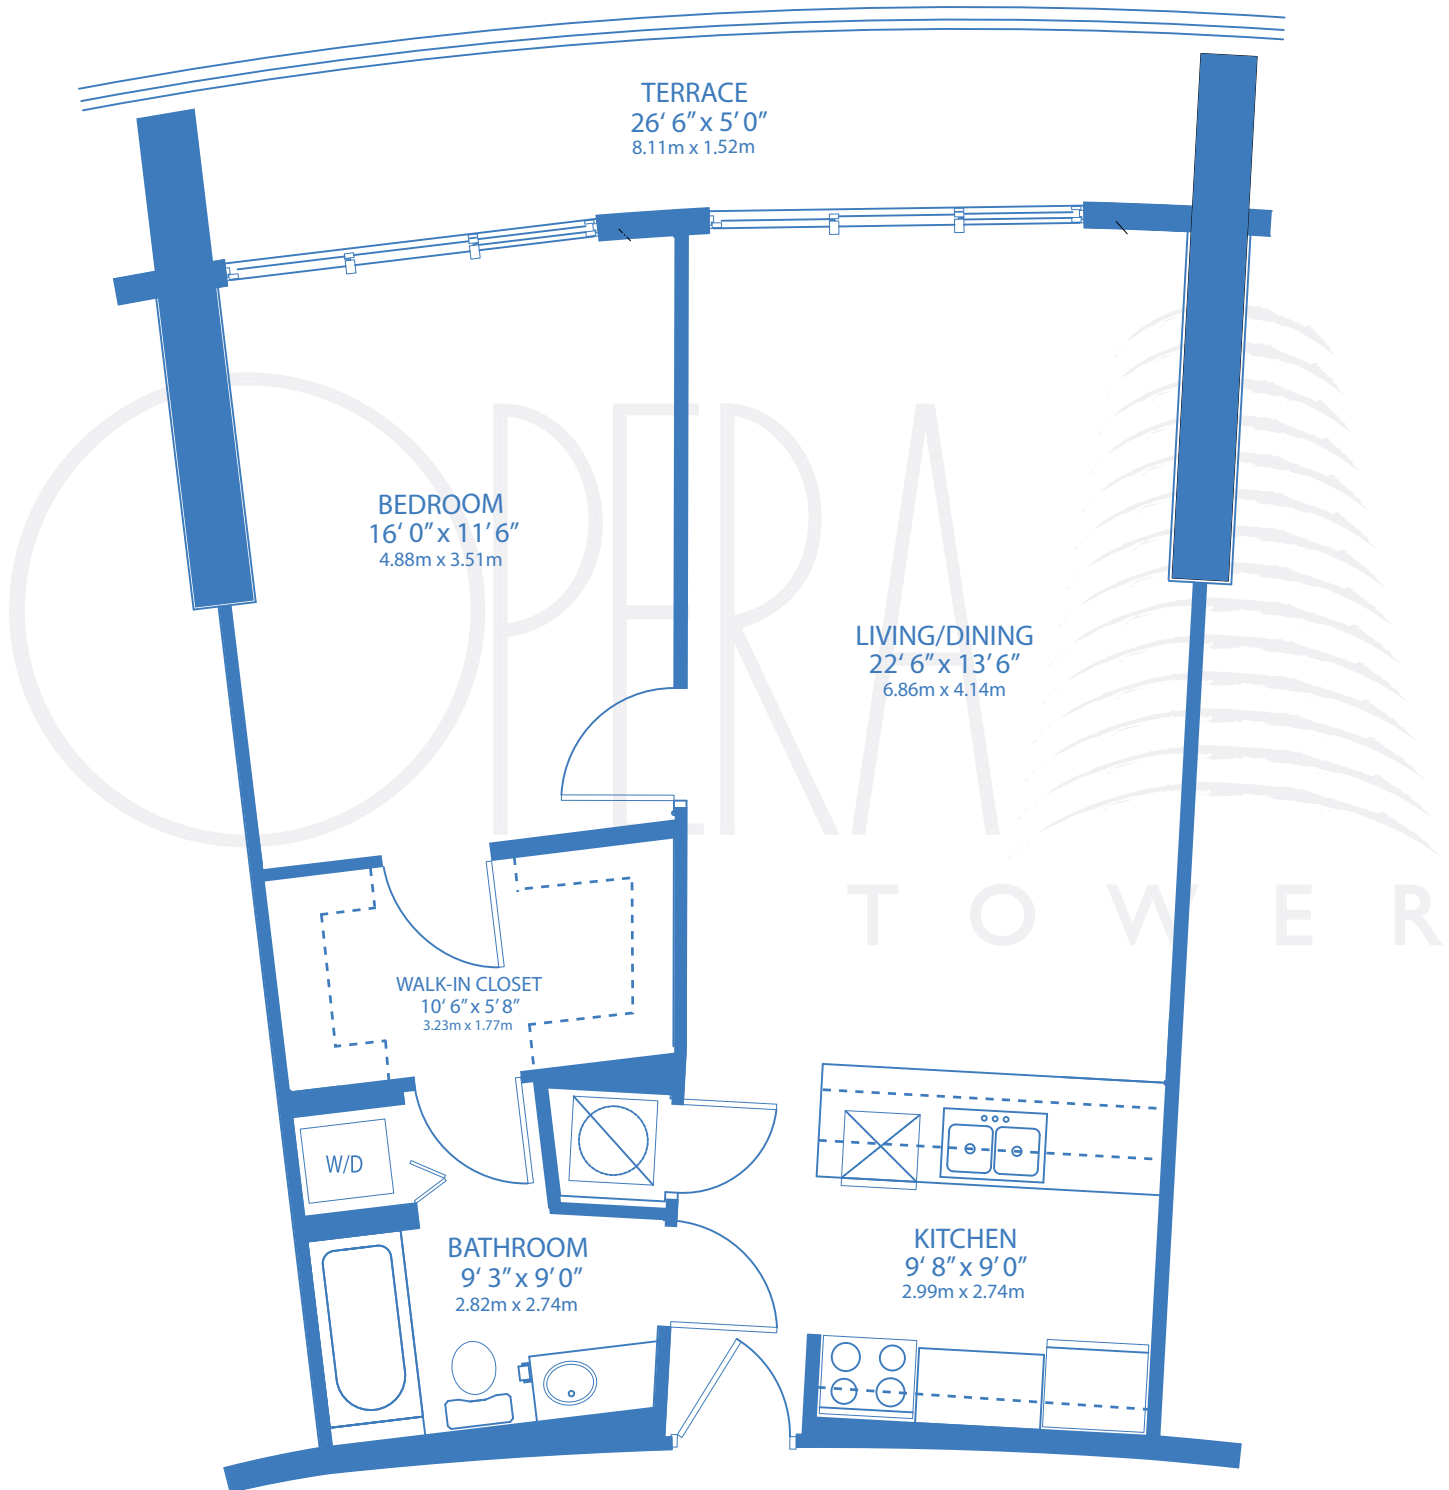 TERRACE
26‘ 6” x 5’ 0”
8.11m x 1.52m
BEDROOM
16‘ 0” x 11’ 6”
4.88m x 3.51m
LIVING/DINING
22‘ 6” x 13’ 6”
6.86m x 4.14m
OPERA
TOWER
WALK-IN CLOSET
10‘ 6” x 5’ 8”
3.23m x 1.77m
W/D
BATHROOM
9‘ 3” x 9’ 0”
2.82m x 2.74m
KITCHEN
9‘ 8” x 9’ 0”
2.99m x 2.74m